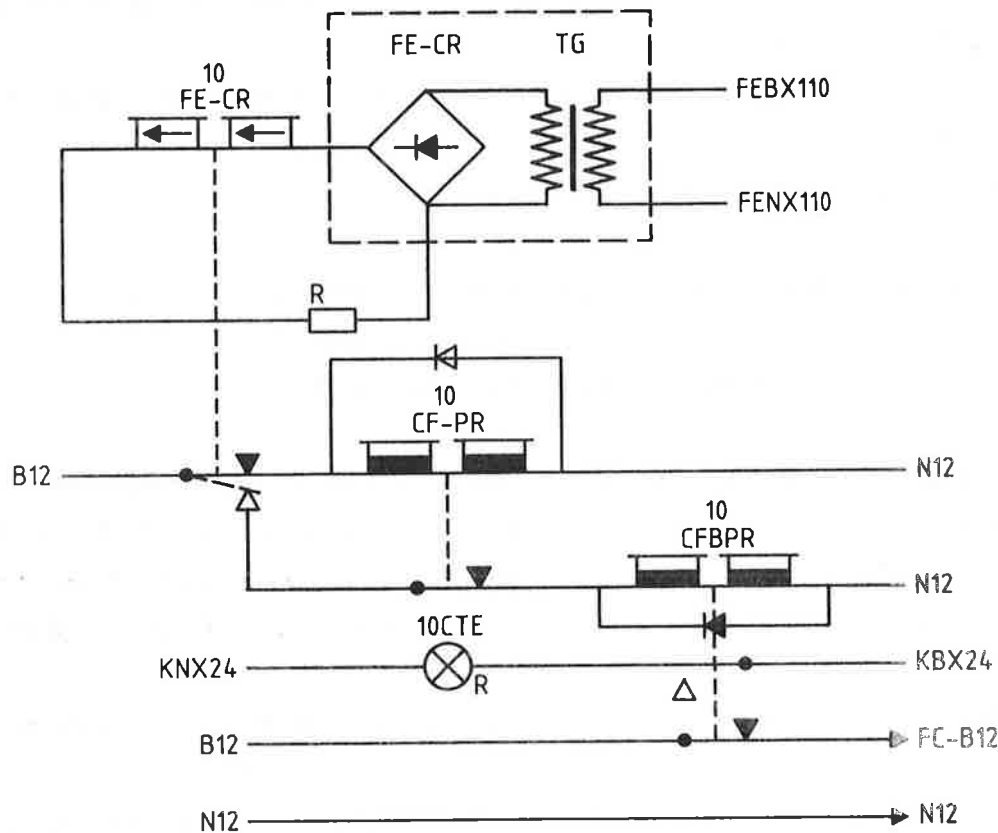 FE-CR
TG
10
FE-CR
FEBX110
FENX110
R
10
CF-PR
B12
N12
10
CFBPR
N12
10CTE
KNX24
R
KBX24
B12
FC-B12
N12
N12